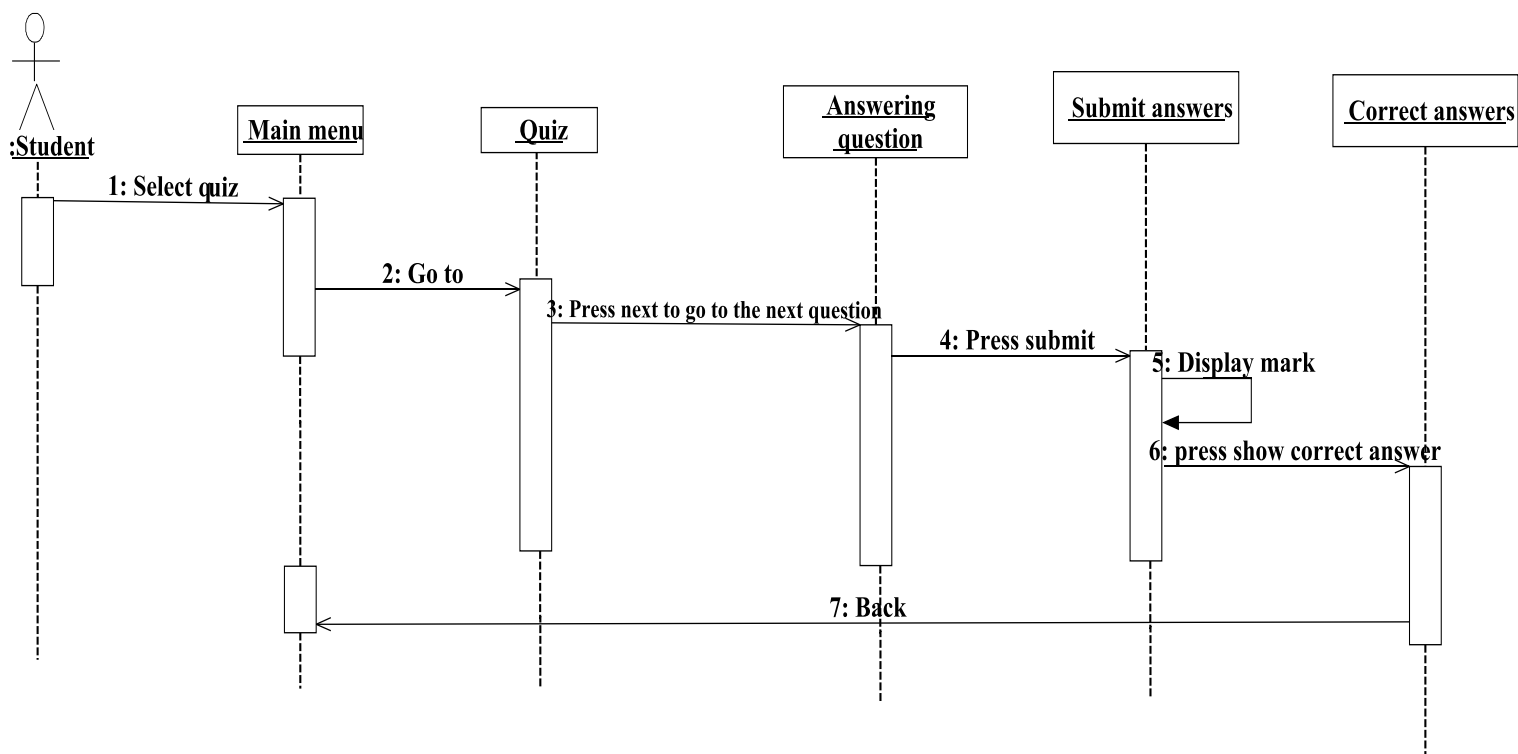 :Student
Main menu
Quiz
Answering
question
Submit answers
Correct answers
1: Select quiz
2: Go to
3: Press next to go to the next question
4: Press submit
5: Display mark
6: press show correct answer
7: Back